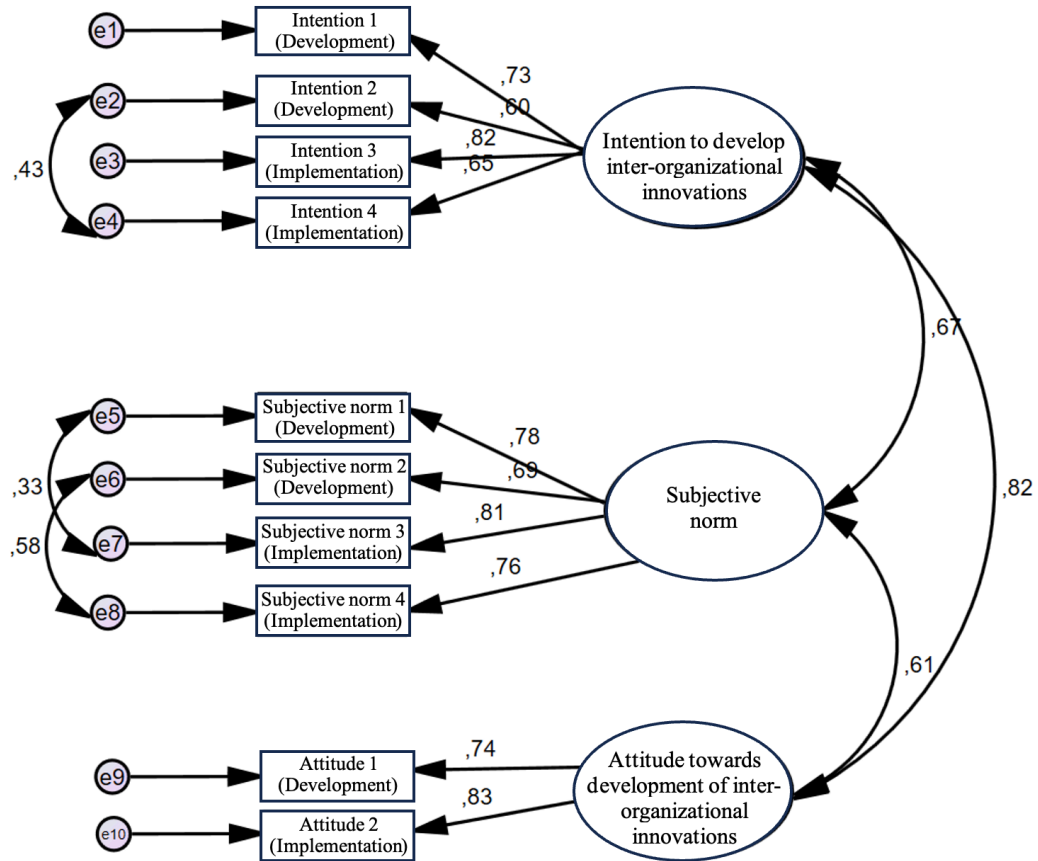 e1
Intention 1
(Development)
,73
e2
Intention 2
(Development)
,60
,43
e3
Intention 3
(Implementation)
,82
e4
Intention 4
(Implementation)
,65
Intention to develop
inter-organizational
innovations
,67
,82
e5
Subjective norm 1
(Development)
,78
e6
Subjective norm 2
(Development)
,69
,33
e7
Subjective norm 3
(Implementation)
,81
,58
e8
Subjective norm 4
(Implementation)
,76
Subjective
norm
,61
e9
Attitude 1
(Development)
,74
e10
Attitude 2
(Implementation)
,83
Attitude towards
development of inter-
organizational
innovations